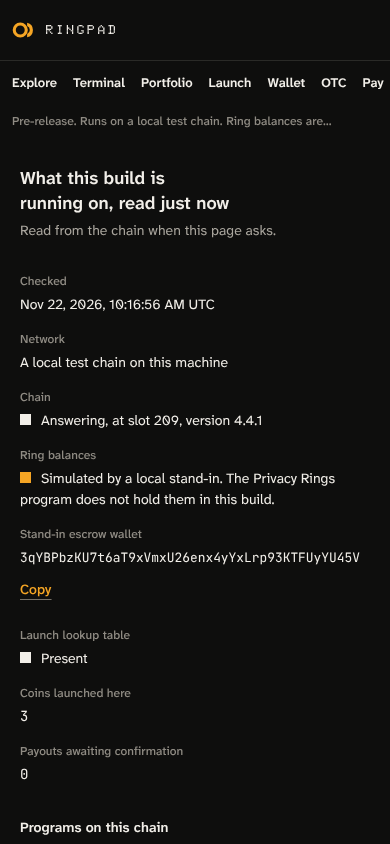 RINGPAD
Explore Terminal Portfolio Launch Wallet OTC Pay
Pre-release. Runs on a local test chain. Ring balances are...
What this build is
running on, read just now
Read from the chain when this page asks.
Checked
Nov 22, 2026, 10:16:56 AM UTC
Network
A local test chain on this machine
Chain
Answering, at slot 209, version 4.4.1
Ring balances
Simulated by a local stand-in. The Privacy Rings
program does not hold them in this build.
Stand-in escrow wallet
3qYBPbzKU7t6aT9xVmxU26enx4yYxLrp93KTFUyYU45V
Copy
Launch lookup table
Present
Coins launched here
3
Payouts awaiting confirmation
0
Programs on this chain